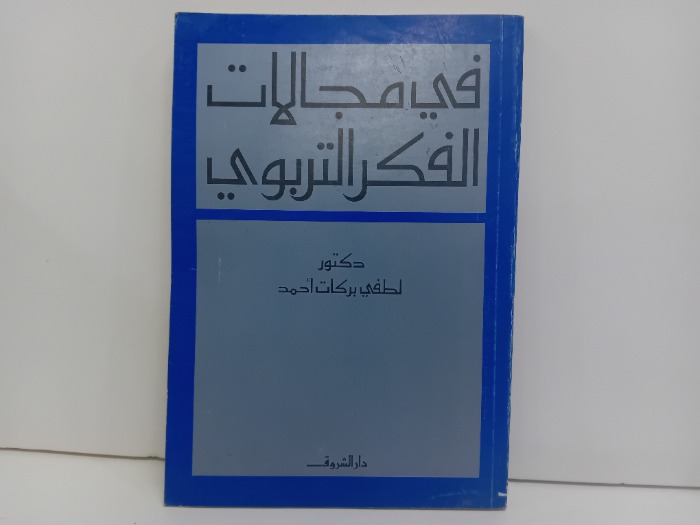 في مجالات
الفكر التربوي
دكتور
لطفي بركات أحمد
دار الشروق